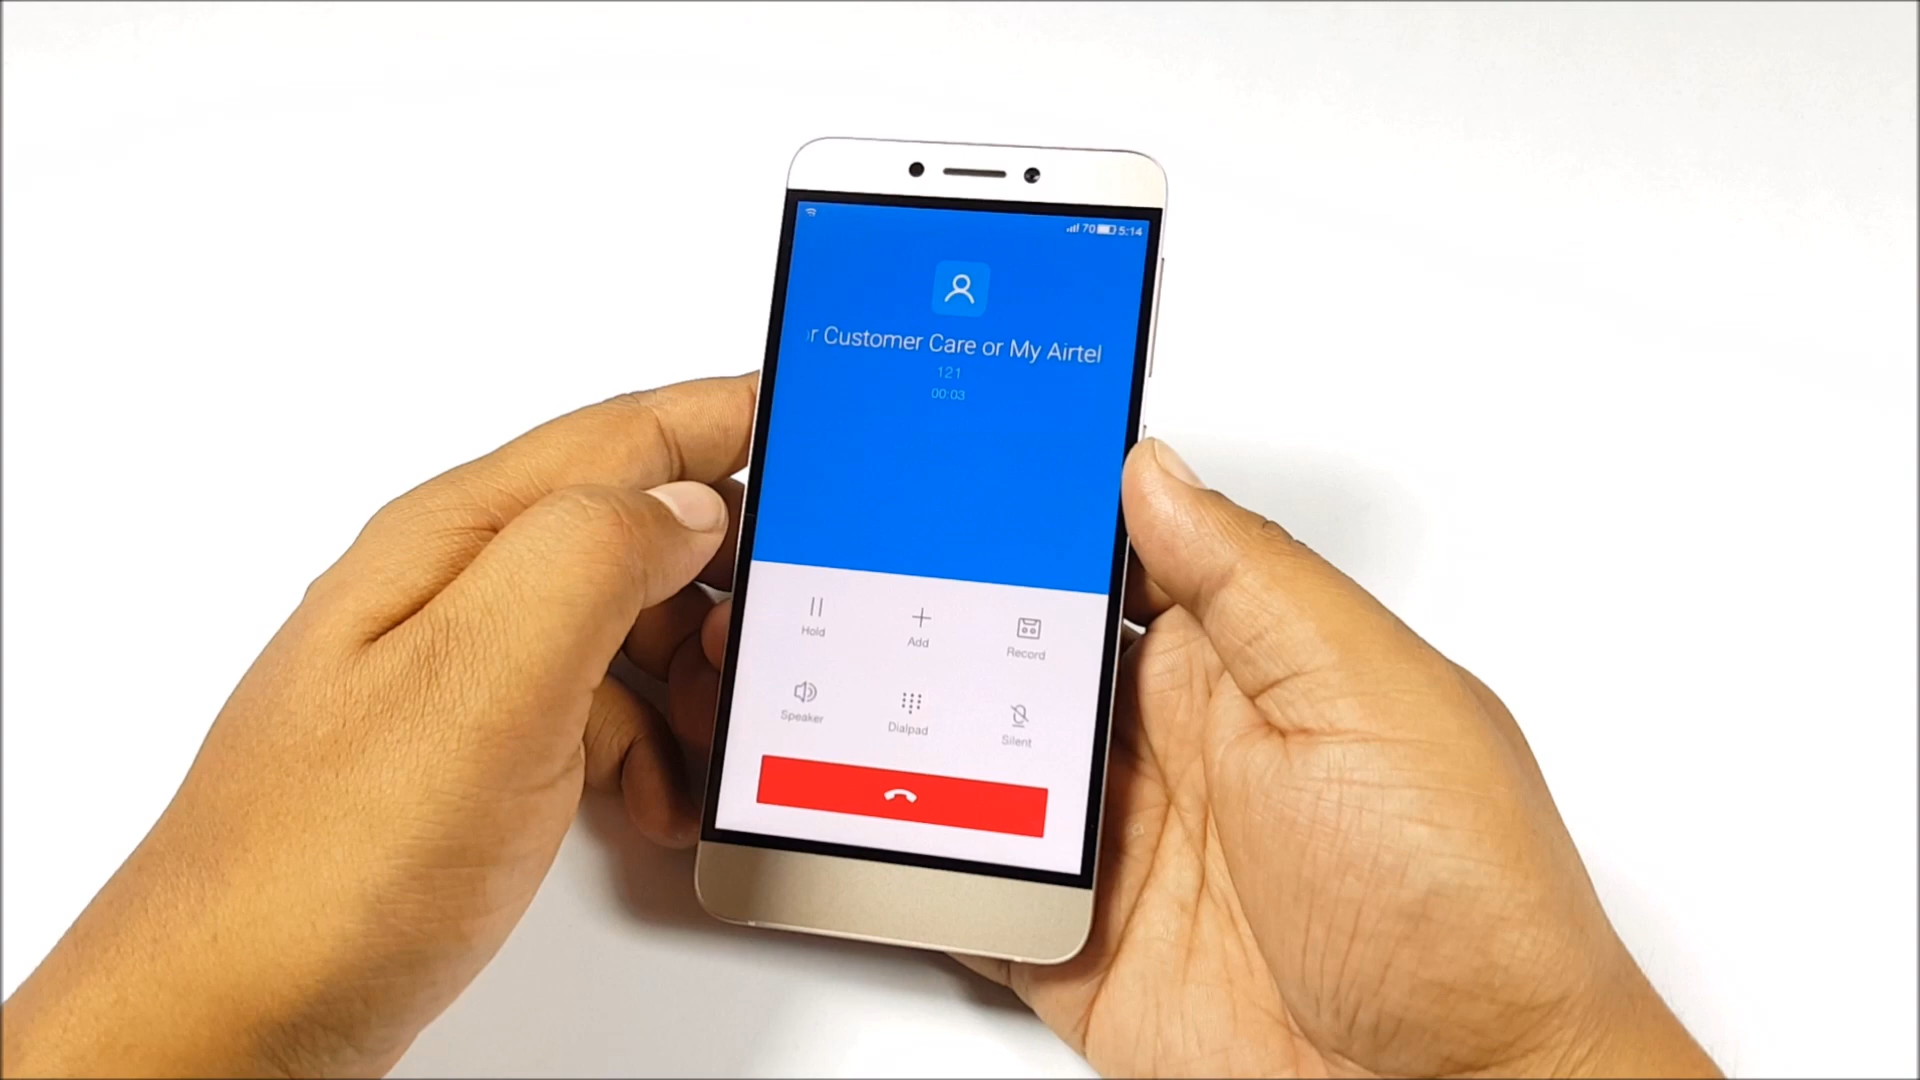 70 5:14
r Customer Care or My Airtel
121
00:03
Hold Add Record
Speaker Dialpad Silent